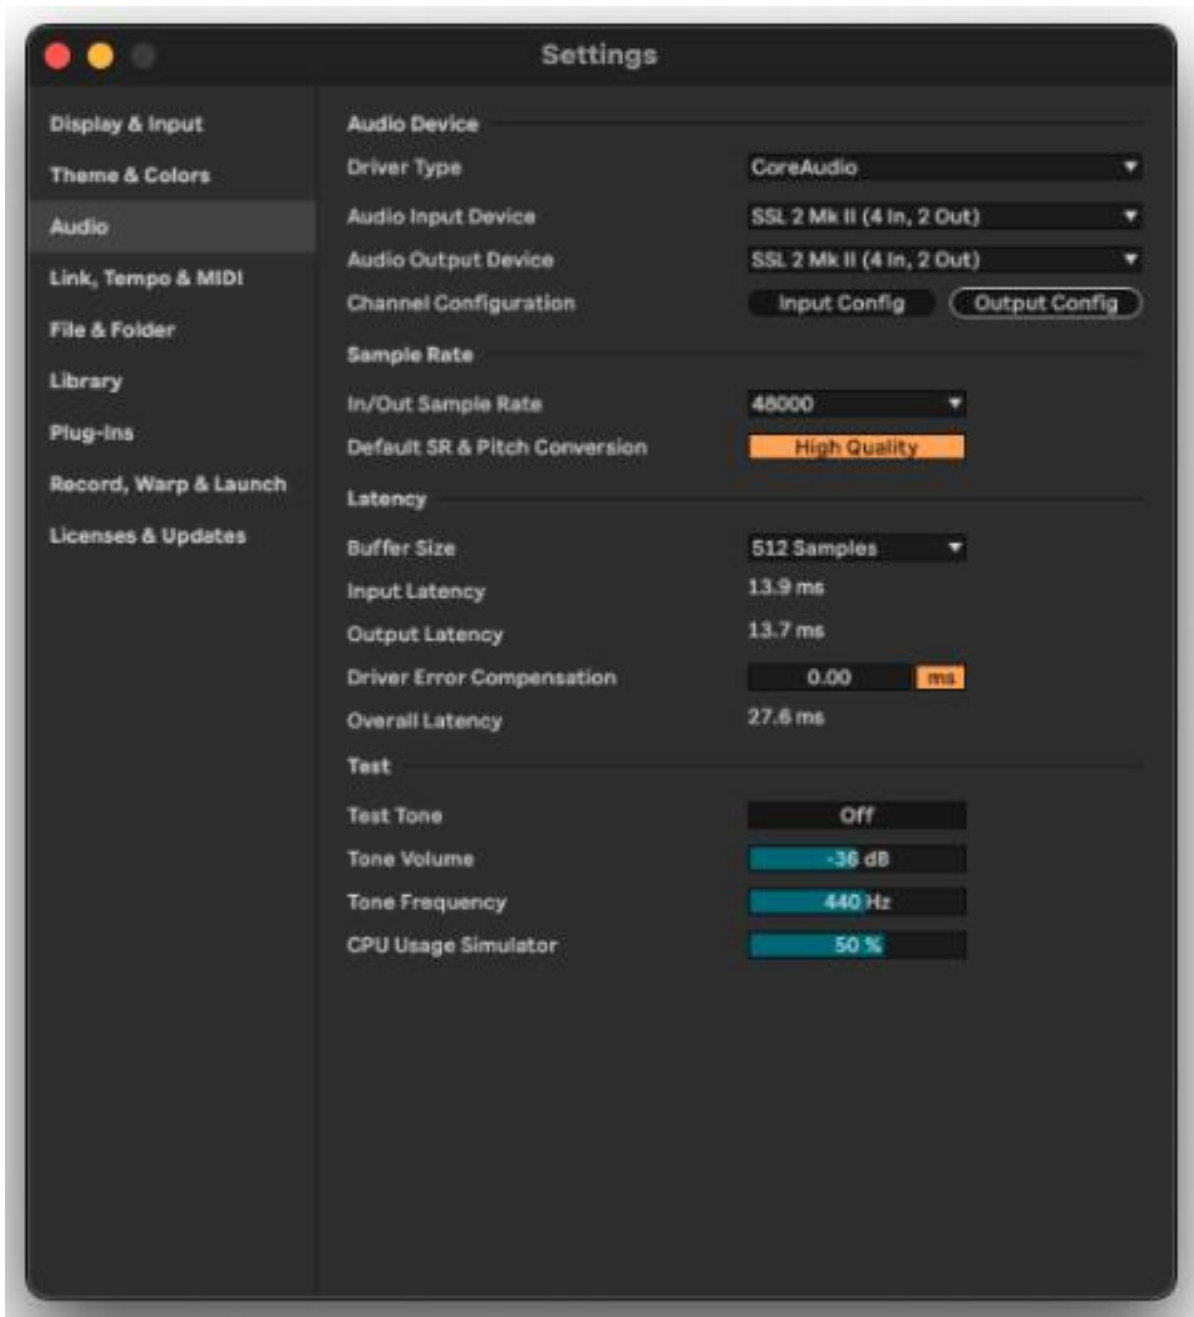 Settings
Display & Input
Theme & Colors
Audio
Link, Tempo & MIDI
File & Folder
Library
Plug-Ins
Record, Warp & Launch
Licenses & Updates
Audio Device
Driver Type CoreAudio
Audio Input Device SSL 2 Mk II (4 In, 2 Out)
Audio Output Device SSL 2 Mk II (4 In, 2 Out)
Channel Configuration Input Config Output Config
Sample Rate
In/Out Sample Rate 48000
Default SR & Pitch Conversion High Quality
Latency
Buffer Size 512 Samples
Input Latency 13.9 ms
Output Latency 13.7 ms
Driver Error Compensation 0.00 ms
Overall Latency 27.6 ms
Test
Test Tone Off
Tone Volume -36 dB
Tone Frequency 440 Hz
CPU Usage Simulator 50 %